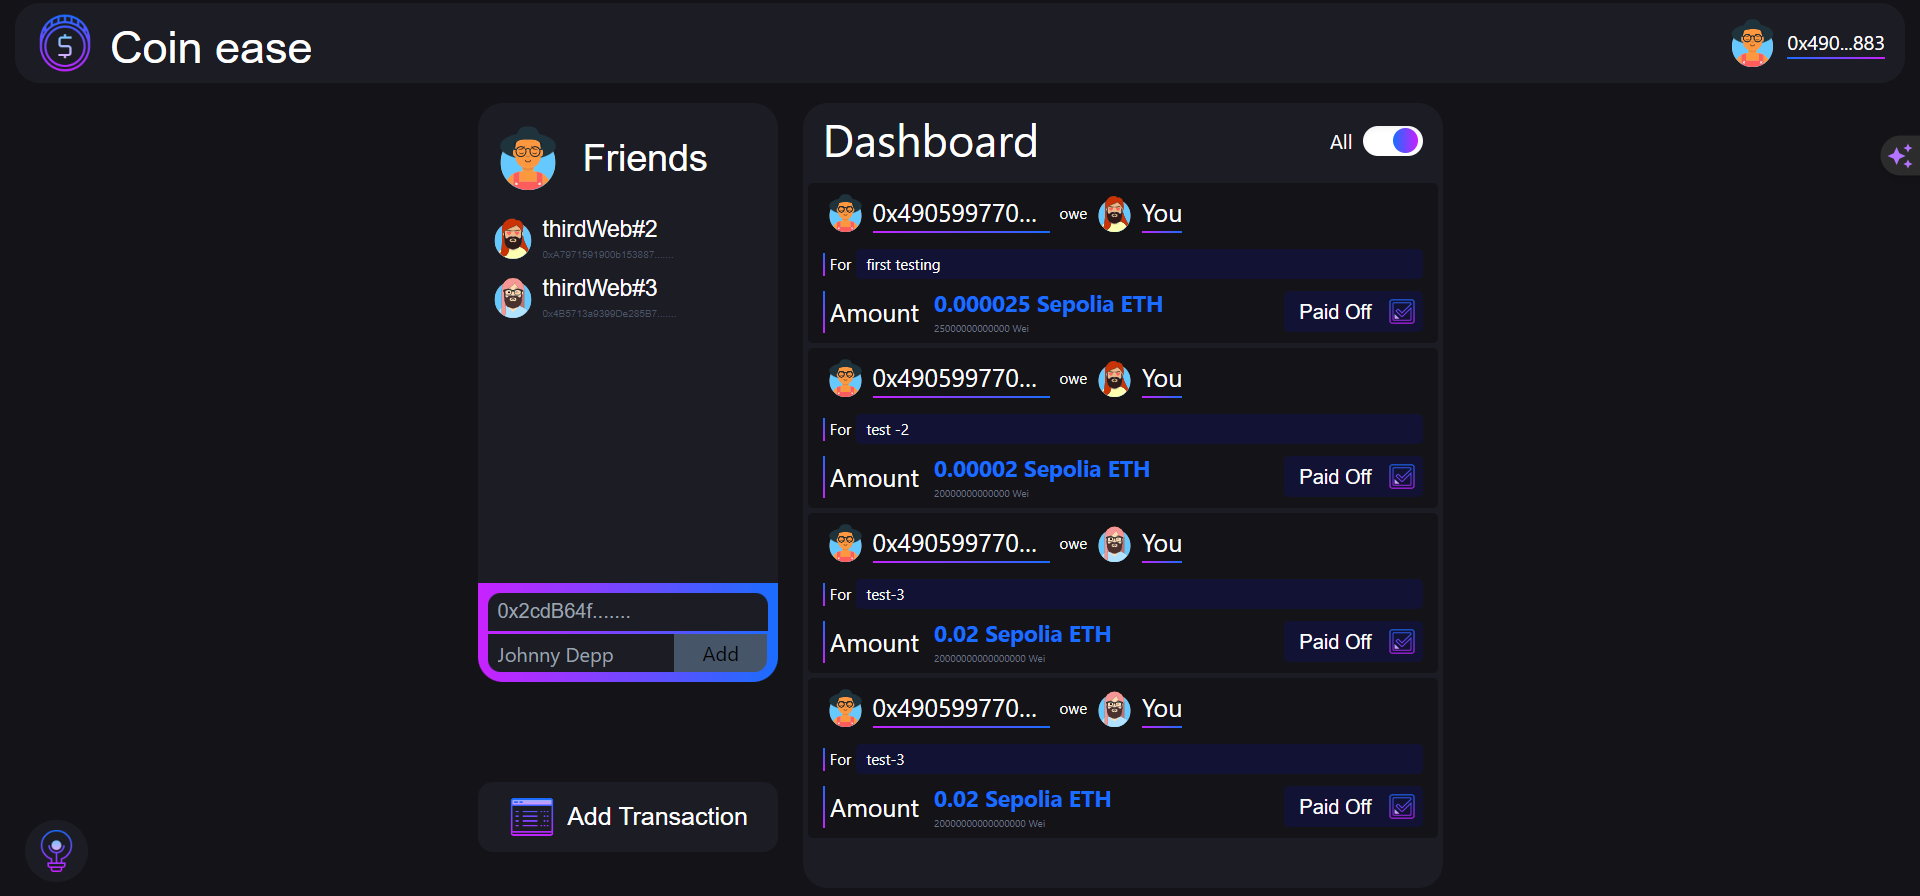 Coin ease
0x490...883
Friends
thirdWeb#2
0xA7971591900b153887.......
thirdWeb#3
0x4B5713a9399De285B7.......
0x2cdB64f.......
Johnny Depp
Add
Add Transaction
Dashboard
All
0x490599770... owe You
For first testing
Amount 0.000025 Sepolia ETH
25000000000000 Wei
Paid Off
0x490599770... owe You
For test -2
Amount 0.00002 Sepolia ETH
20000000000000 Wei
Paid Off
0x490599770... owe You
For test-3
Amount 0.02 Sepolia ETH
20000000000000000 Wei
Paid Off
0x490599770... owe You
For test-3
Amount 0.02 Sepolia ETH
20000000000000000 Wei
Paid Off